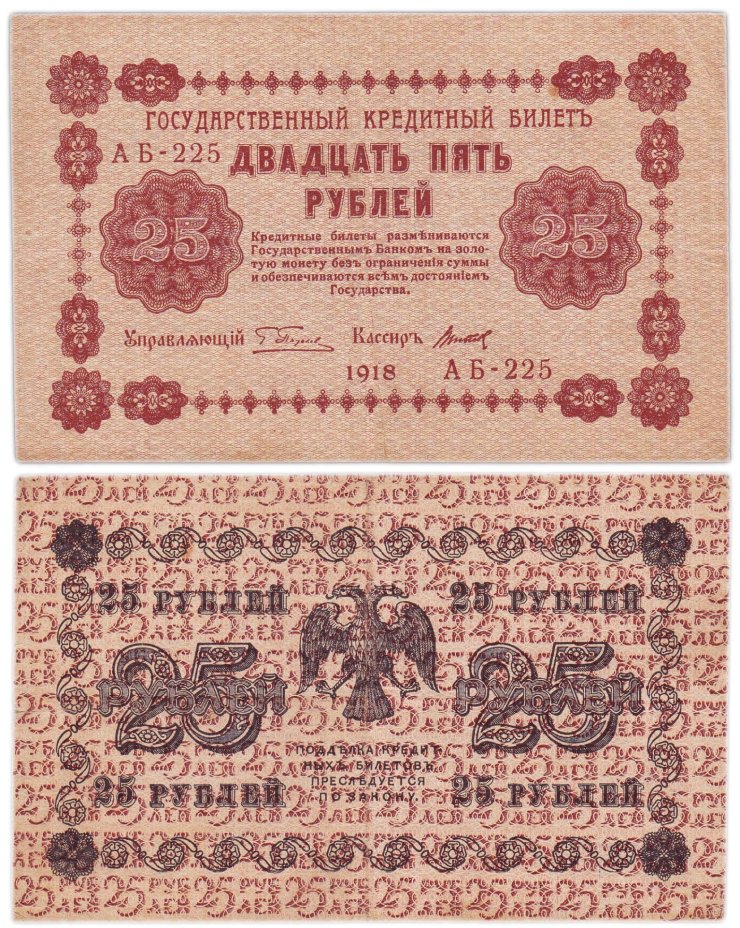 ГОСУДАРСТВЕННЫЙ КРЕДИТНЫЙ БИЛЕТЪ
АБ-225 ДВАДЦАТЬ ПЯТЬ
РУБЛЕЙ
25 25
Кредитные билеты размѣниваются
Государственнымъ Банкомъ на золо-
тую монету безъ ограниченія суммы
и обезпечиваются всѣмъ достояніемъ
Государства.
Управляющій Кассиръ
1918 АБ-225
25 РУБЛЕЙ 25 РУБЛЕЙ
25 РУБЛЕЙ 25 РУБЛЕЙ
ПОДДѢЛКА КРЕДИТ-
НЫХЪ БИЛЕТОВЪ
ПРЕСЛѢДУЕТСЯ
ПО ЗАКОНУ.
25 РУБЛЕЙ 25 РУБЛЕЙ